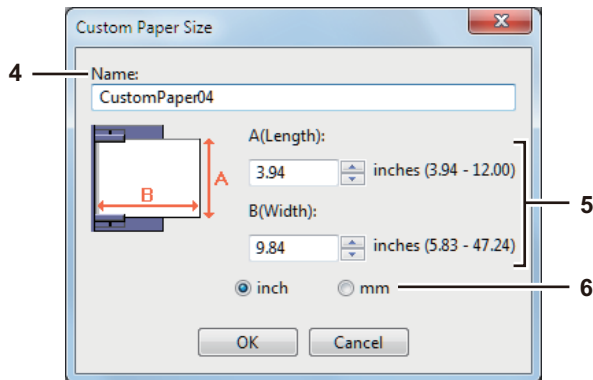 Custom Paper Size
4
Name:
CustomPaper04
A(Length):
3.94 inches (3.94 - 12.00)
A
B
5
B(Width):
9.84 inches (5.83 - 47.24)
inch mm 6
OK Cancel